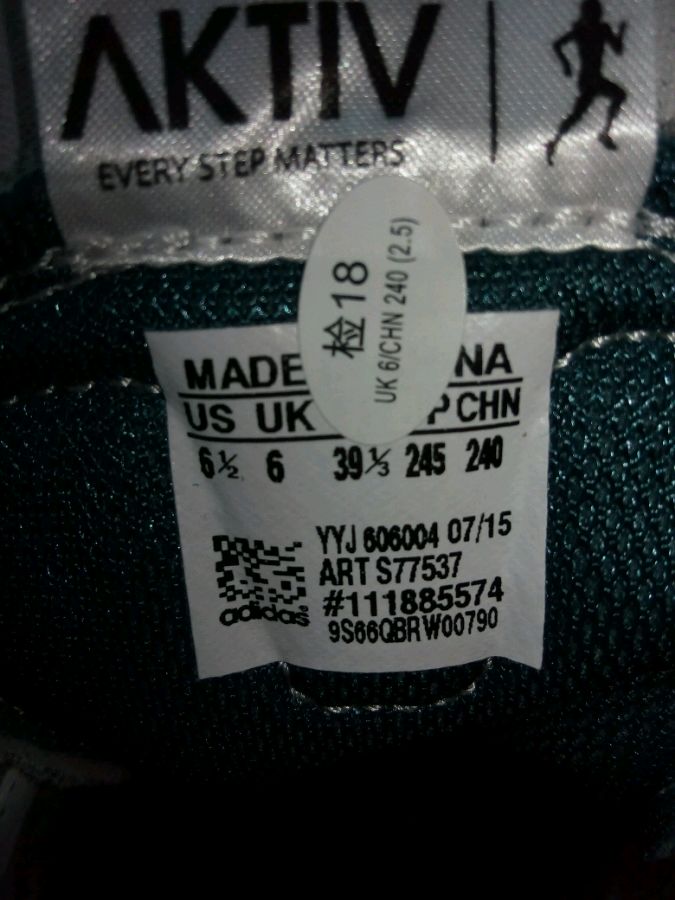 AKTIV
EVERY STEP MATTERS
检18
UK 6/CHN 240 (2.5)
MADE NA
US UK P CHN
6½ 6 39⅓ 245 240
YYJ 606004 07/15
ART S77537
#111885574
9S66QBRW00790
adidas